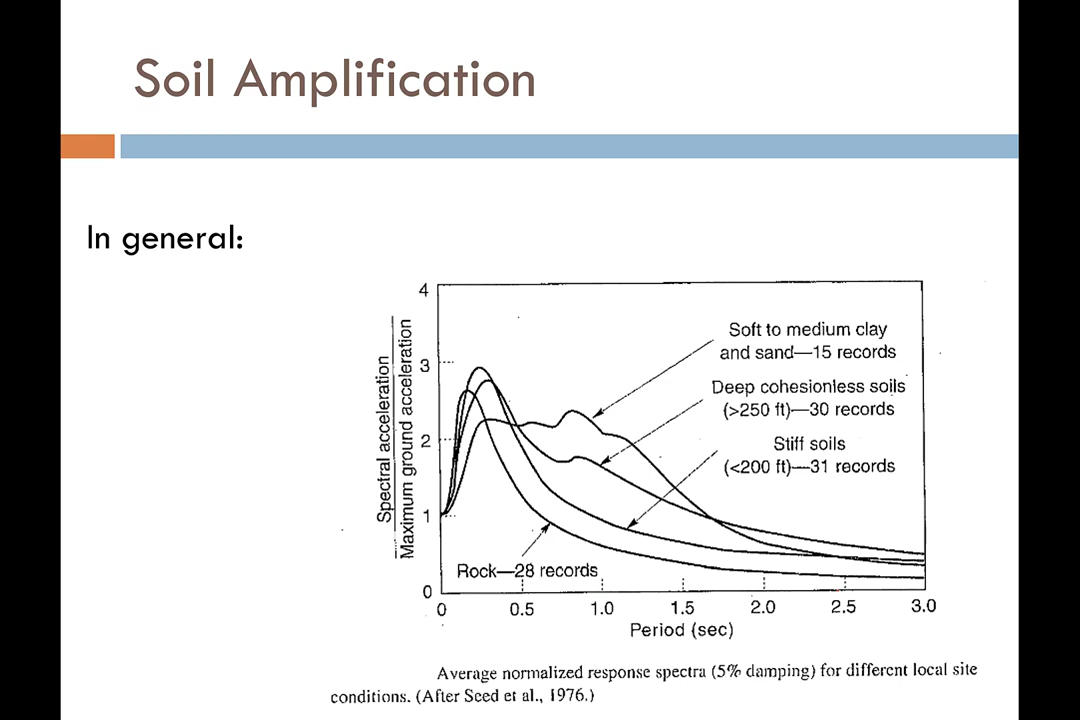 Soil Amplification
In general:
4
3
2
1
0
Spectral acceleration
Maximum ground acceleration
Soft to medium clay
and sand—15 records
Deep cohesionless soils
(>250 ft)—30 records
Stiff soils
(<200 ft)—31 records
Rock—28 records
0 0.5 1.0 1.5 2.0 2.5 3.0
Period (sec)
Average normalized response spectra (5% damping) for different local site
conditions. (After Seed et al., 1976.)